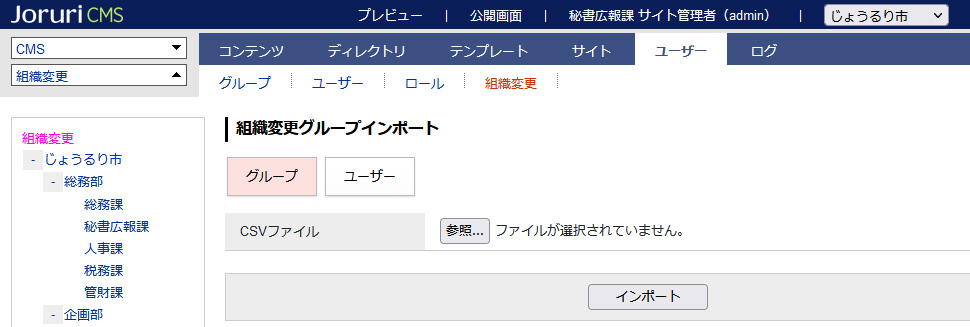 Joruri CMS プレビュー | 公開画面 | 秘書広報課 サイト管理者（admin） | じょうるり市
CMS
コンテンツ ディレクトリ テンプレート サイト ユーザー ログ
組織変更
グループ ユーザー ロール 組織変更
組織変更グループインポート
組織変更
- じょうるり市
- 総務部
総務課
秘書広報課
人事課
税務課
管財課
- 企画部
グループ ユーザー
CSVファイル 参照... ファイルが選択されていません。
インポート